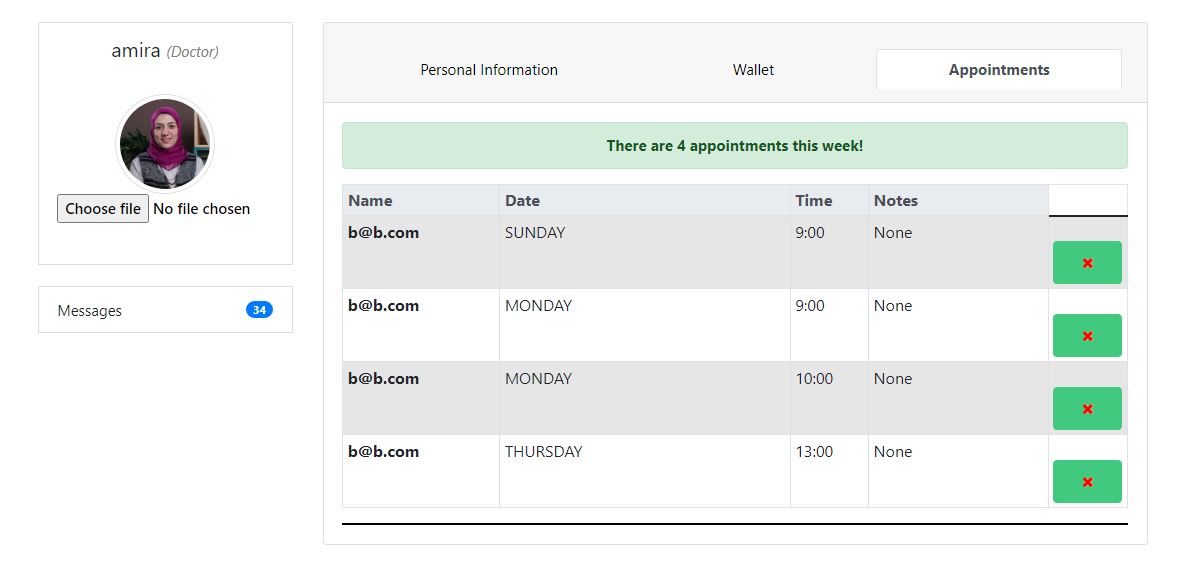 amira (Doctor)
Choose file No file chosen
Messages 34
Personal Information Wallet Appointments
There are 4 appointments this week!
Name Date Time Notes
b@b.com SUNDAY 9:00 None
b@b.com MONDAY 9:00 None
b@b.com MONDAY 10:00 None
b@b.com THURSDAY 13:00 None